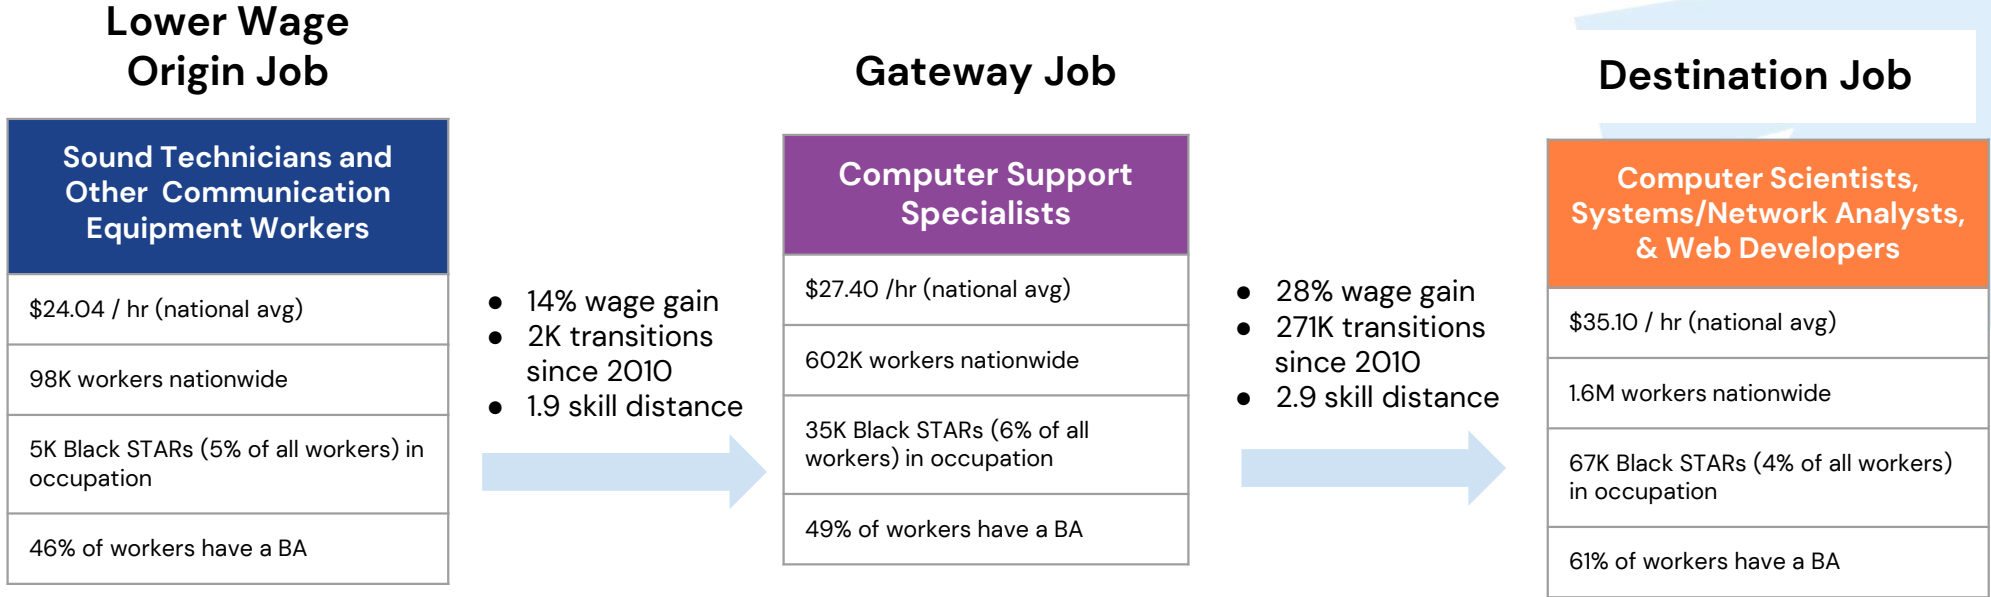 Lower Wage
Origin Job
Sound Technicians and
Other Communication
Equipment Workers
$24.04 / hr (national avg)
98K workers nationwide
5K Black STARs (5% of all workers) in
occupation
46% of workers have a BA
● 14% wage gain
● 2K transitions
since 2010
● 1.9 skill distance
Gateway Job
Computer Support
Specialists
$27.40 /hr (national avg)
602K workers nationwide
35K Black STARs (6% of all
workers) in occupation
49% of workers have a BA
● 28% wage gain
● 271K transitions
since 2010
● 2.9 skill distance
Destination Job
Computer Scientists,
Systems/Network Analysts,
& Web Developers
$35.10 / hr (national avg)
1.6M workers nationwide
67K Black STARs (4% of all workers)
in occupation
61% of workers have a BA